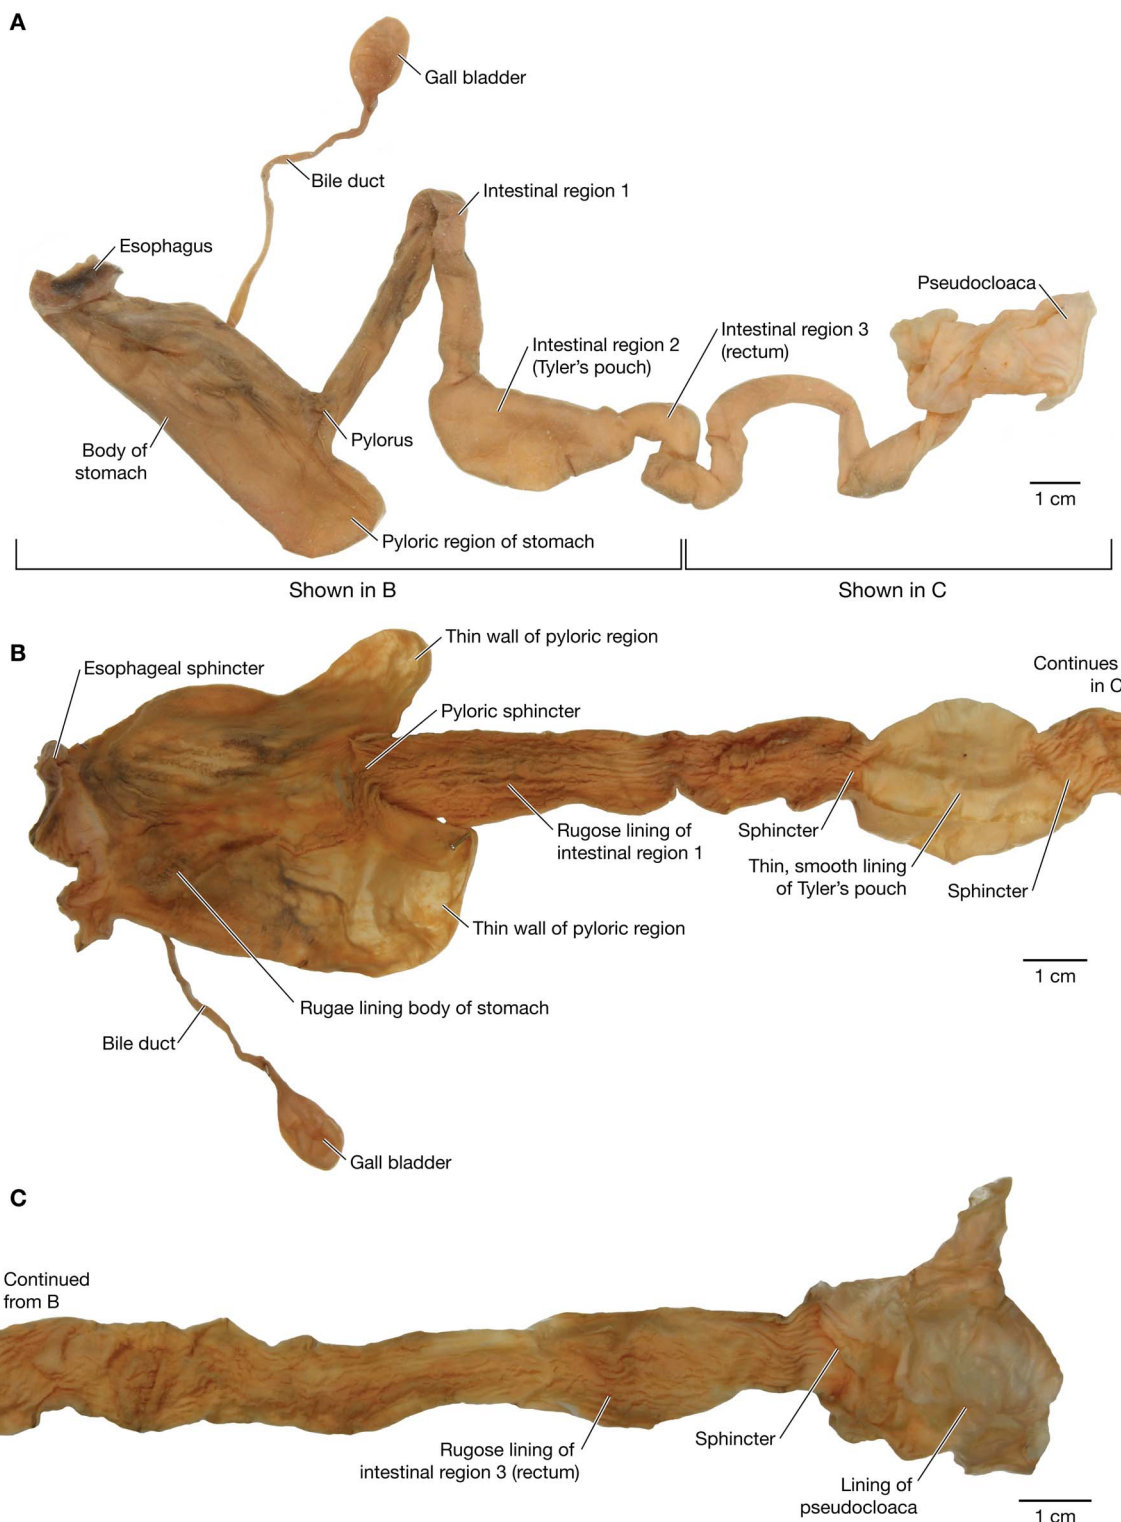 A
Gall bladder
Bile duct
Intestinal region 1
Esophagus
Pseudocloaca
Intestinal region 2
(Tyler's pouch)
Intestinal region 3
(rectum)
Pylorus
Body of
stomach
1 cm
Pyloric region of stomach
Shown in B
Shown in C
B
Thin wall of pyloric region
Esophageal sphincter
Continues
in C
Pyloric sphincter
Rugose lining of
intestinal region 1
Sphincter
Thin, smooth lining
of Tyler's pouch
Sphincter
Thin wall of pyloric region
1 cm
Rugae lining body of stomach
Bile duct
Gall bladder
C
Continued
from B
Rugose lining of
intestinal region 3 (rectum)
Sphincter
Lining of
pseudocloaca
1 cm